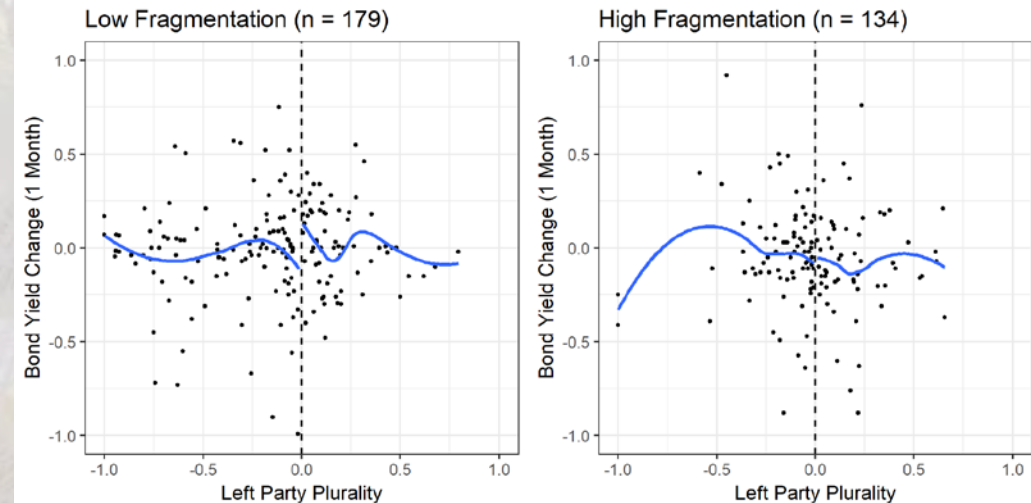 Low Fragmentation (n = 179)
High Fragmentation (n = 134)
Bond Yield Change (1 Month)
1.0
0.5
0.0
-0.5
-1.0
-1.0 -0.5 0.0 0.5 1.0
Left Party Plurality
Bond Yield Change (1 Month)
1.0
0.5
0.0
-0.5
-1.0
-1.0 -0.5 0.0 0.5 1.0
Left Party Plurality